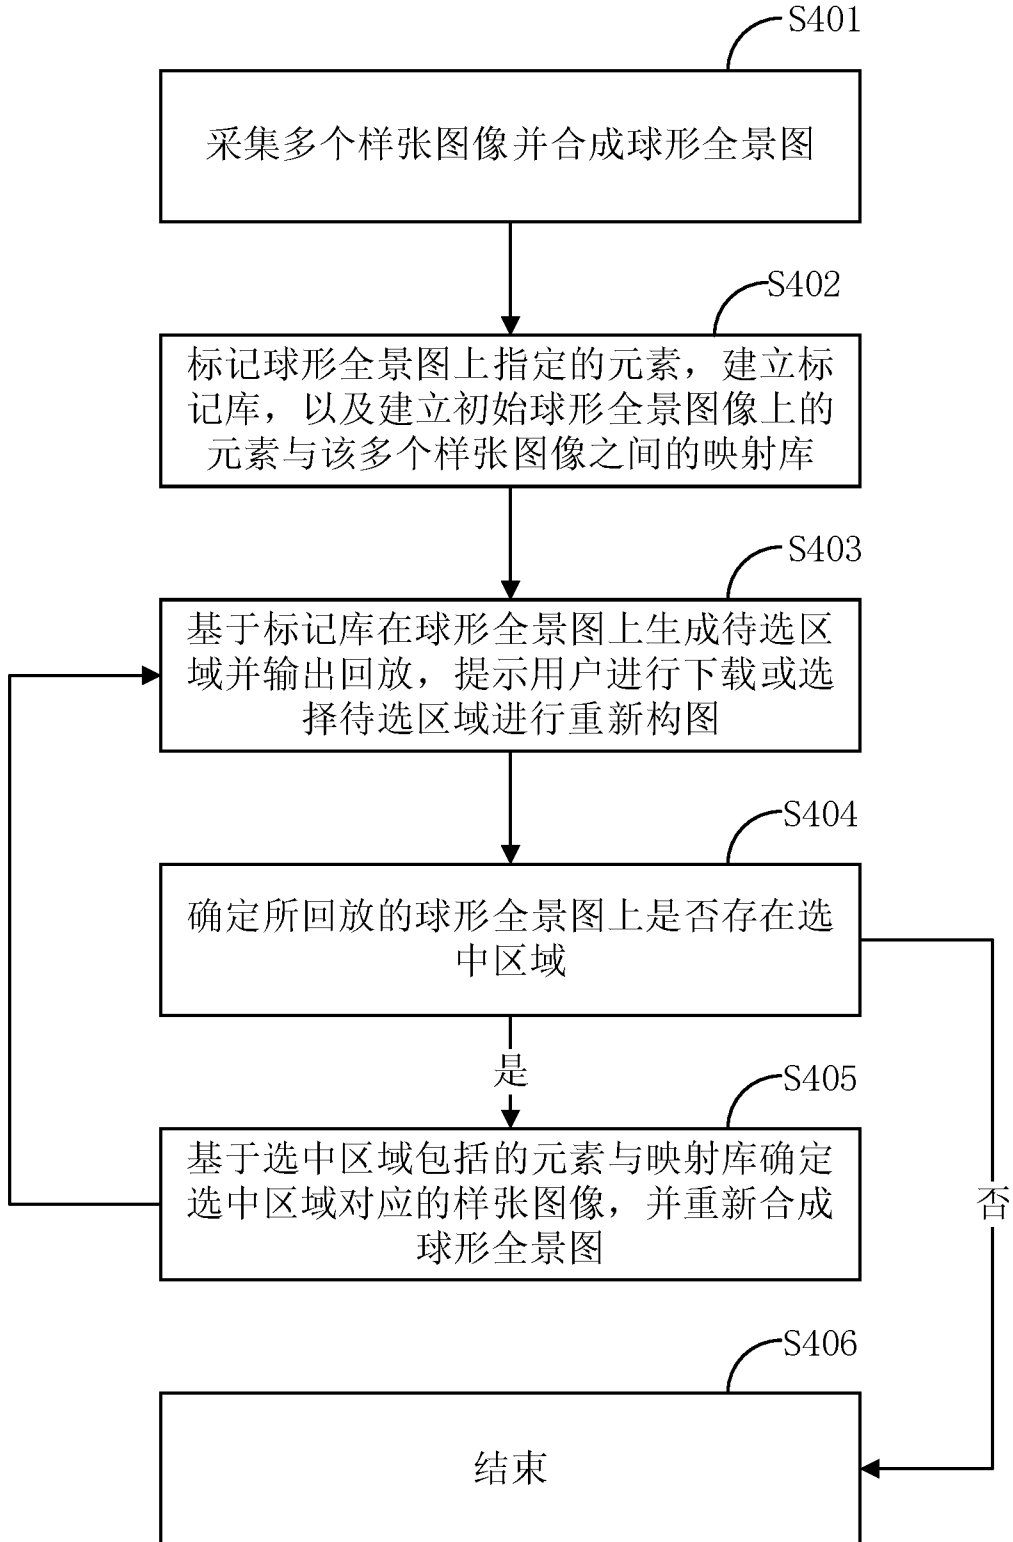 S401
采集多个样张图像并合成球形全景图
S402
标记球形全景图上指定的元素，建立标
记库，以及建立初始球形全景图像上的
元素与该多个样张图像之间的映射库
S403
基于标记库在球形全景图上生成待选区
域并输出回放，提示用户进行下载或选
择待选区域进行重新构图
S404
确定所回放的球形全景图上是否存在选
中区域
是
S405
基于选中区域包括的元素与映射库确定
选中区域对应的样张图像，并重新合成
球形全景图
否
S406
结束